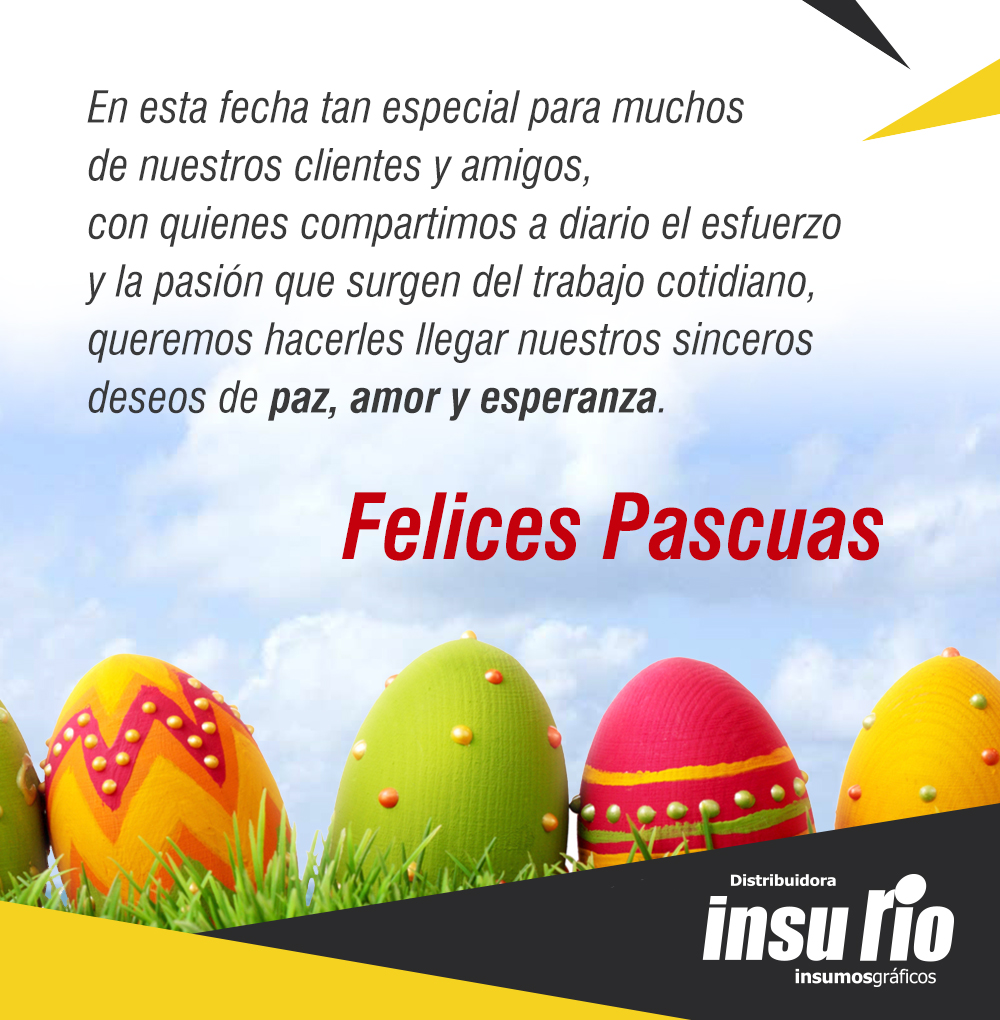 En esta fecha tan especial para muchos
de nuestros clientes y amigos,
con quienes compartimos a diario el esfuerzo
y la pasión que surgen del trabajo cotidiano,
queremos hacerles llegar nuestros sinceros
deseos de paz, amor y esperanza.
Felices Pascuas
Distribuidora
insu rio
insumosgráficos